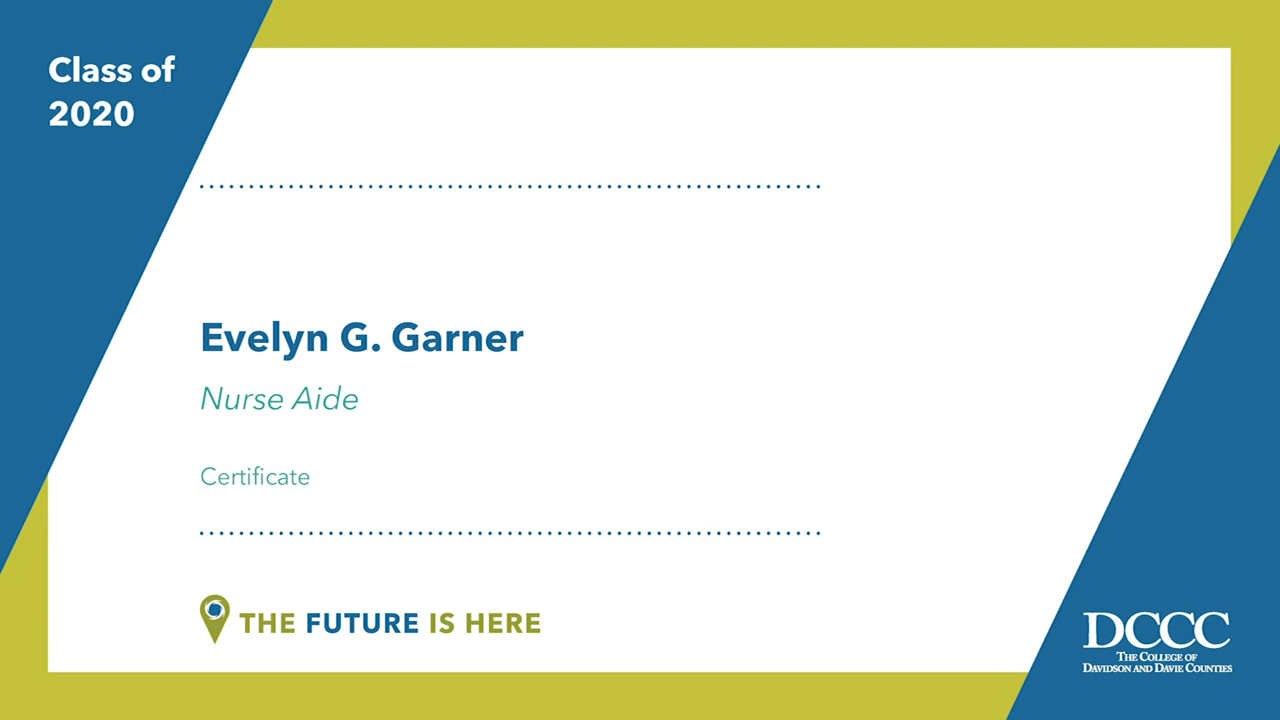 Class of
2020
Evelyn G. Garner
Nurse Aide
Certificate
THE FUTURE IS HERE
DCCC
THE COLLEGE OF
DAVIDSON AND DAVIE COUNTIES